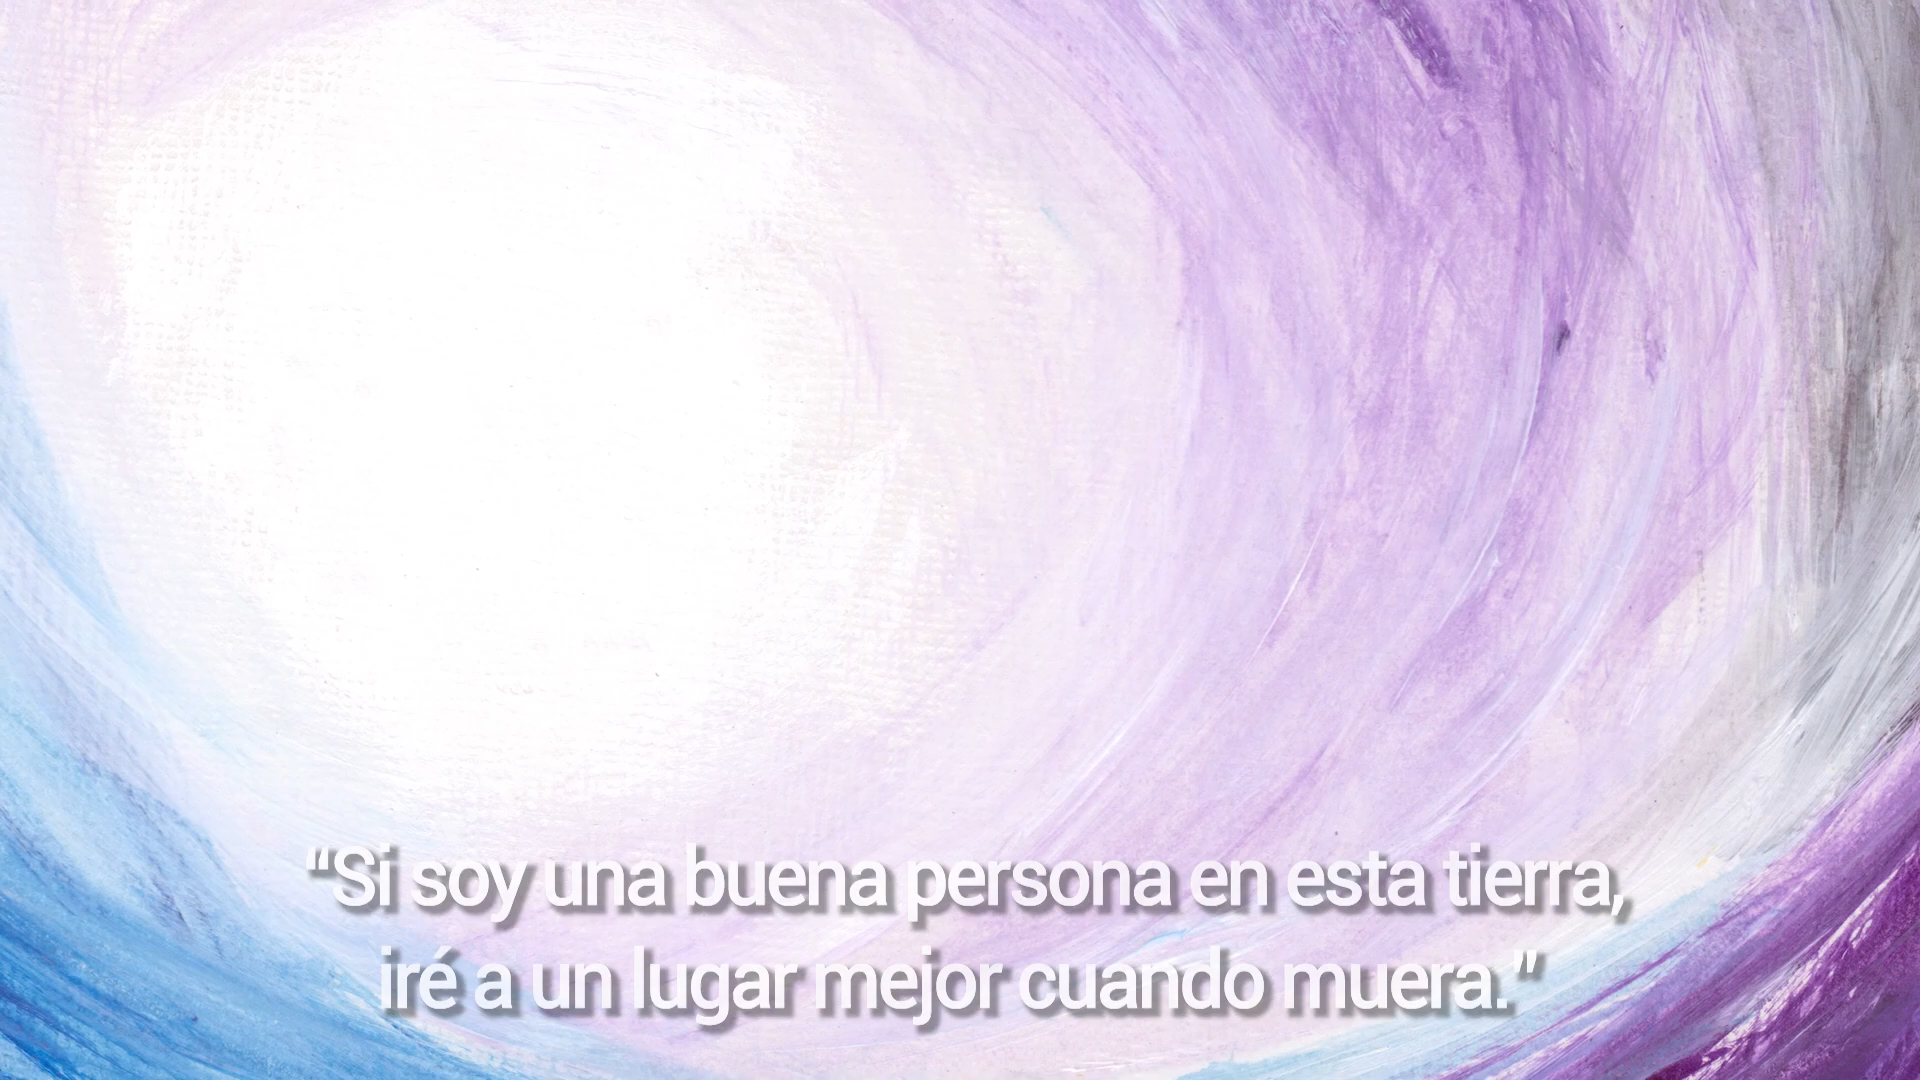 “Si soy una buena persona en esta tierra,
iré a un lugar mejor cuando muera.”